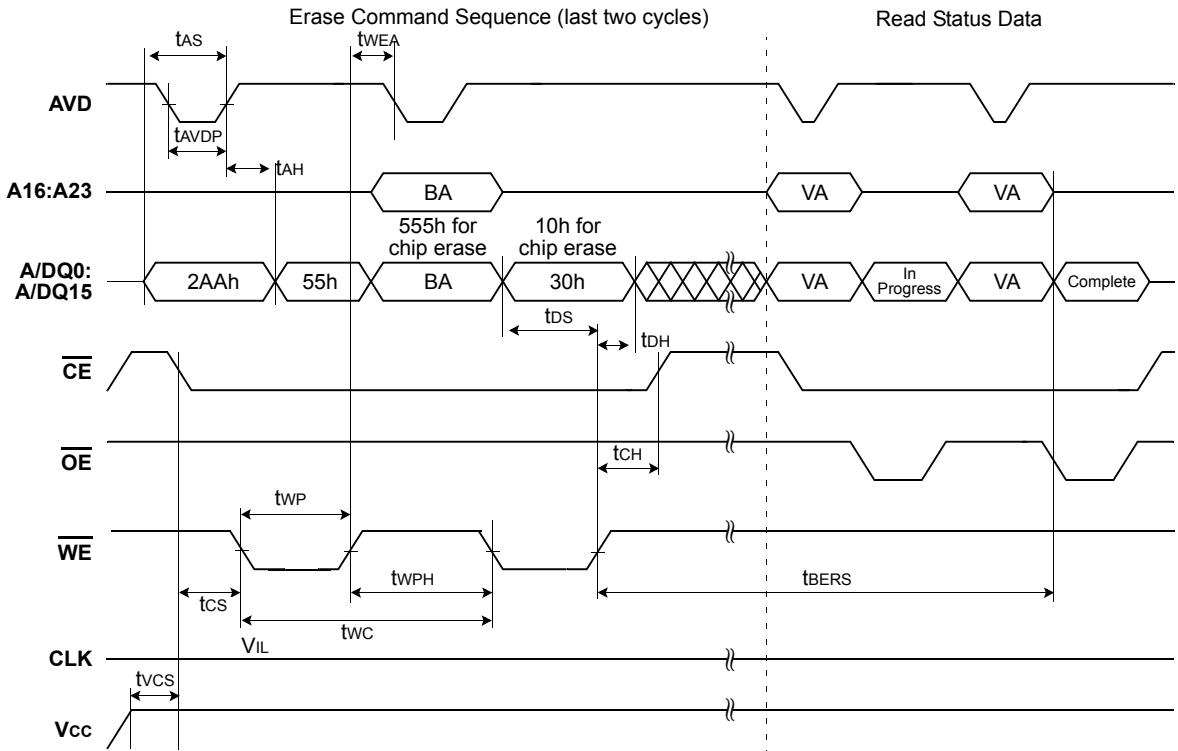 Erase Command Sequence (last two cycles)
Read Status Data
tAS
tWEA
AVD
tAVDP
tAH
A16:A23
BA
VA
VA
555h for
chip erase
10h for
chip erase
A/DQ0:
A/DQ15
2AAh
55h
BA
30h
VA
In
Progress
VA
Complete
tDS
tDH
CE
OE
tCH
tWP
WE
tWPH
tBERS
tCS
tWC
VIL
CLK
tVCS
Vcc